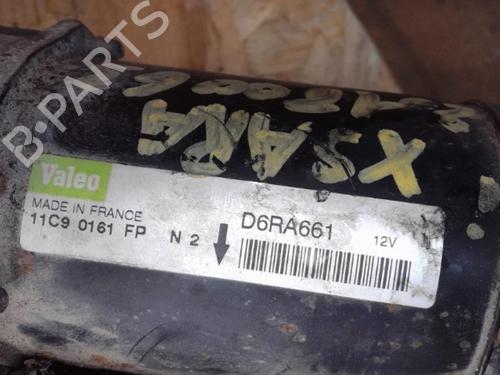 B-PARTS
XSARA
Valeo
MADE IN FRANCE
11C9 0161 FP N 2
D6RA661
12V